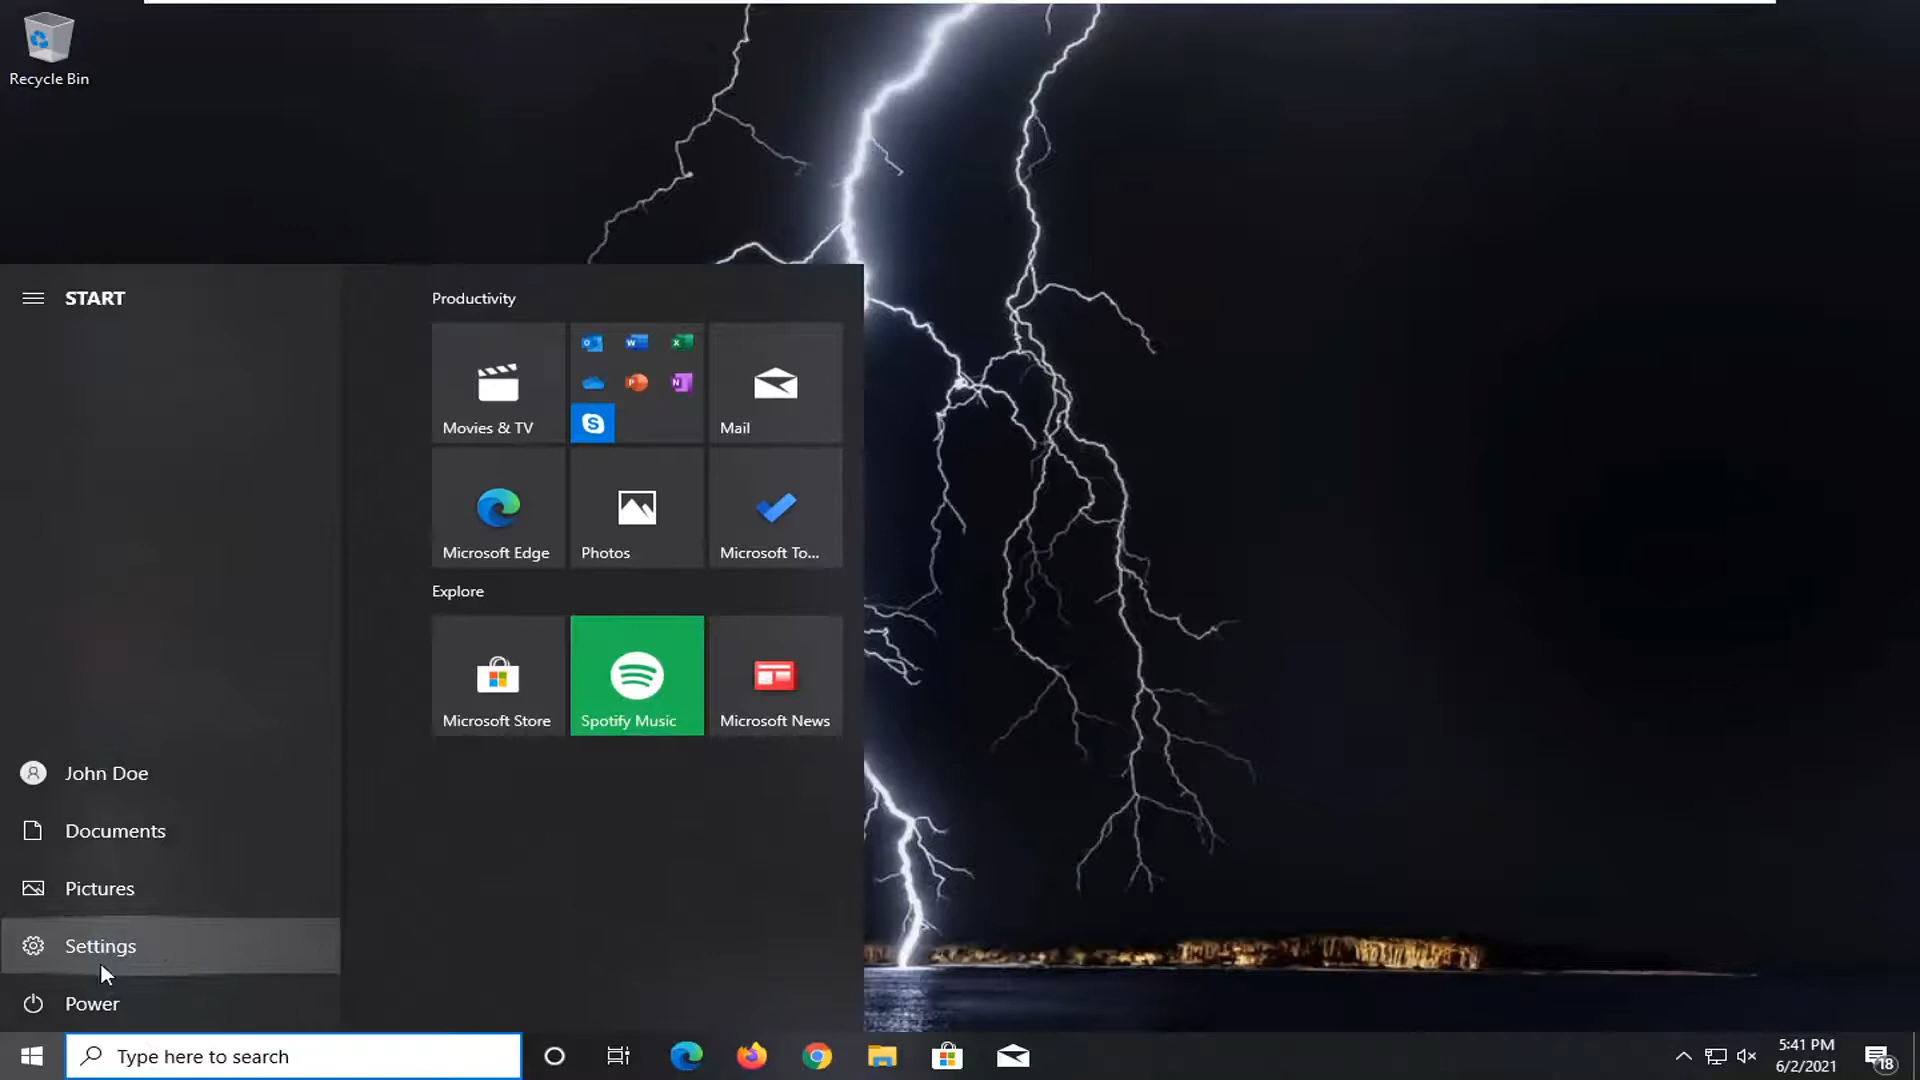 Recycle Bin
START
Productivity
Movies & TV
Mail
Microsoft Edge
Photos
Microsoft To...
Explore
Microsoft Store
Spotify Music
Microsoft News
John Doe
Documents
Pictures
Settings
Power
Type here to search
5:41 PM
6/2/2021
18